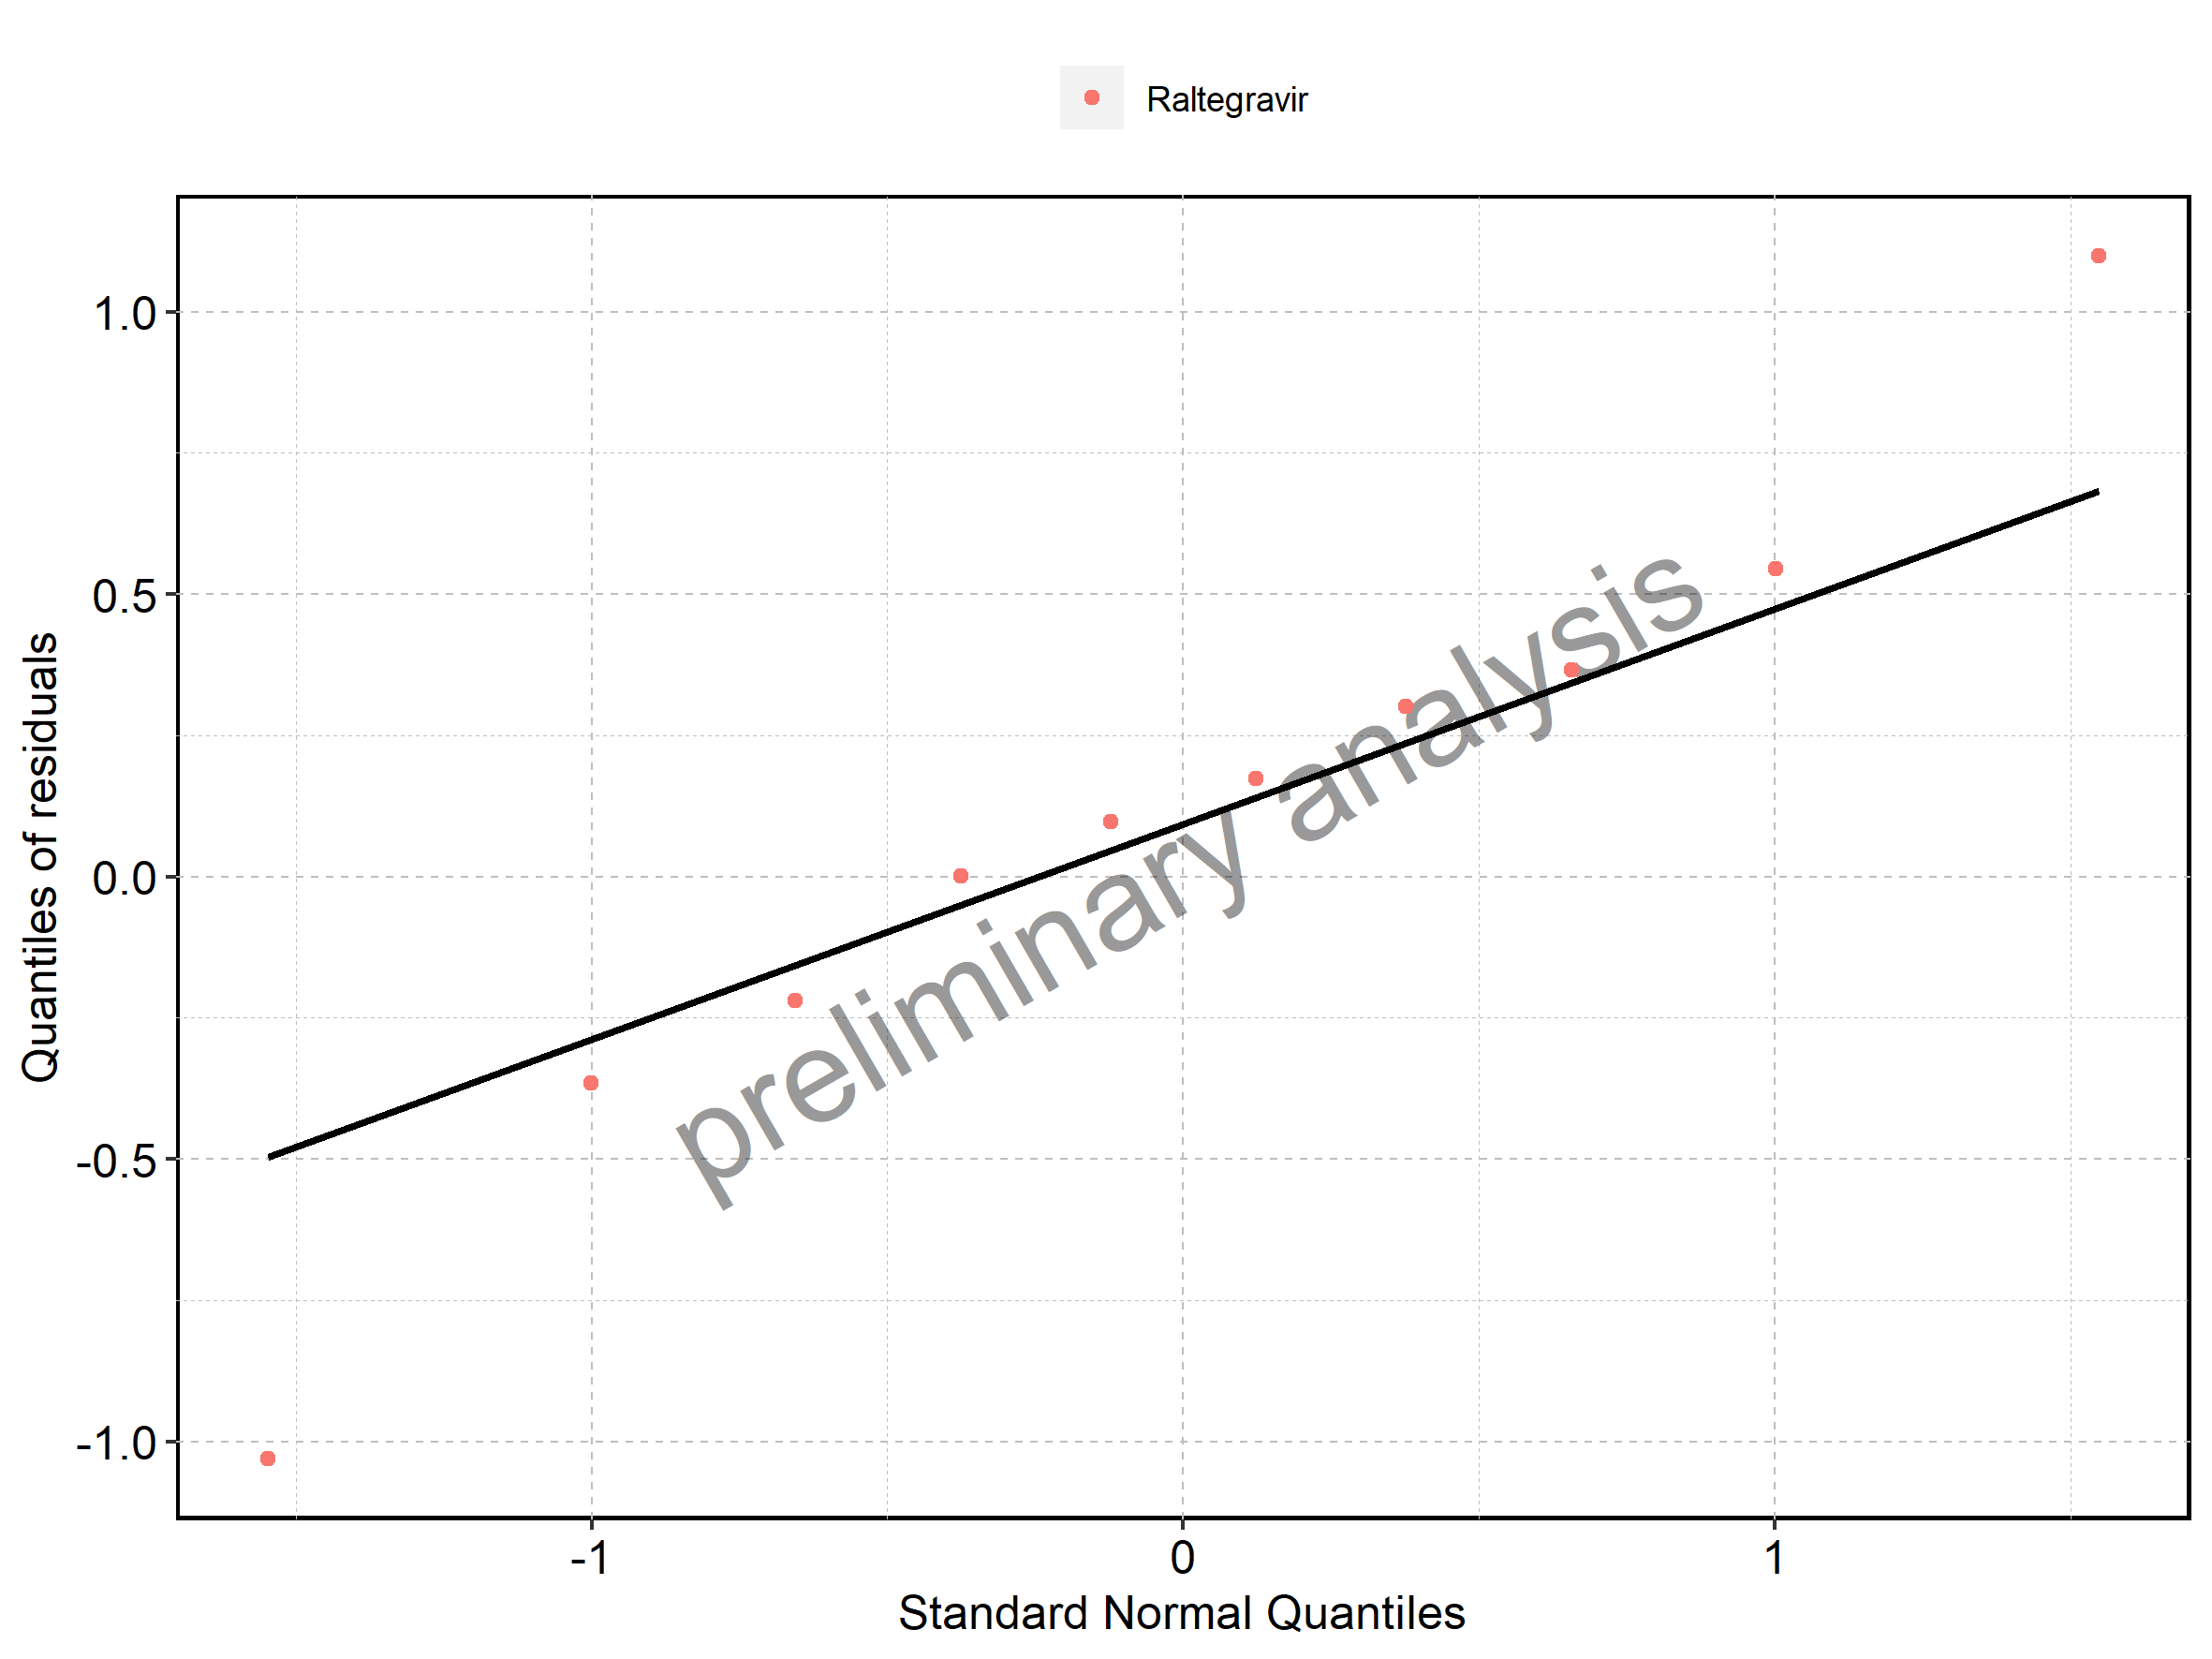 Raltegravir
1.0
0.5
0.0
-0.5
-1.0
Quantiles of residuals
preliminary analysis
-1 0 1
Standard Normal Quantiles